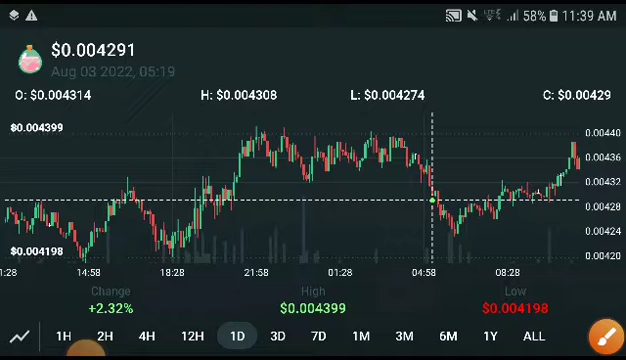 58% 11:39 AM
$0.004291
Aug 03 2022, 05:19
O: $0.004314 H: $0.004308 L: $0.004274 C: $0.00429
$0.004399 0.00440
0.00436
0.00432
0.00428
0.00424
$0.004198 0.00420
1:28 14:58 18:28 21:58 01:28 04:58 08:28
Change High Low
+2.32% $0.004399 $0.004198
1H 2H 4H 12H 1D 3D 7D 1M 3M 6M 1Y ALL